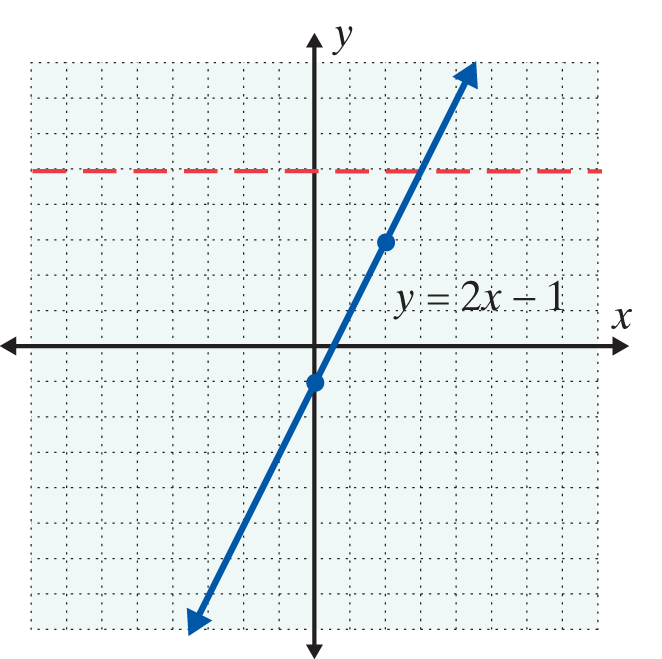 y
y = 2x − 1
x